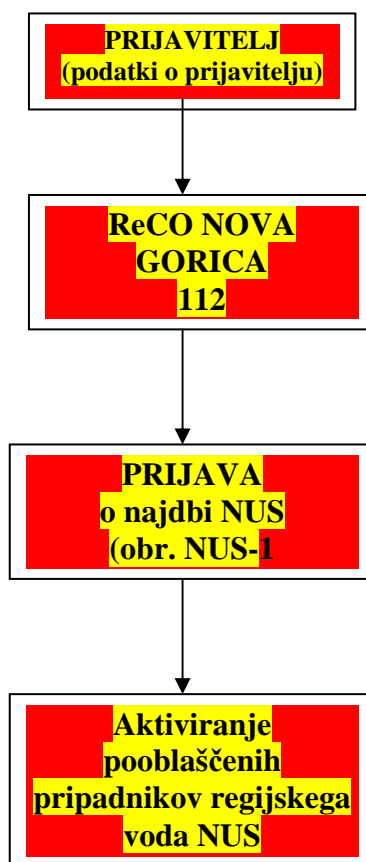 PRIJAVITELJ
(podatki o prijavitelju)
ReCO NOVA
GORICA
112
PRIJAVA
o najdbi NUS
(obr. NUS-1
Aktiviranje
pooblaščenih
pripadnikov regijskega
voda NUS